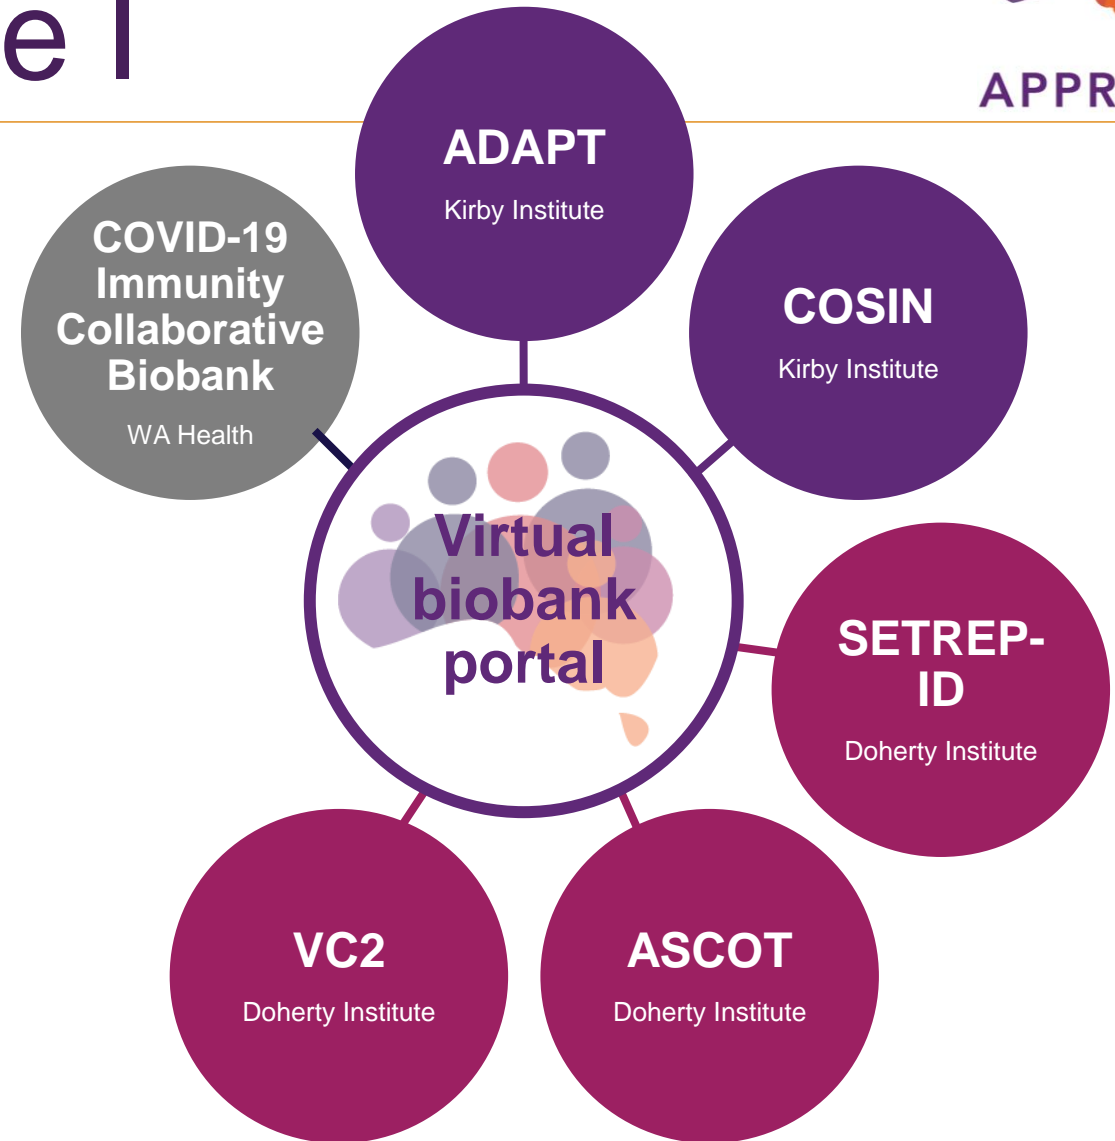 el
APPR
ADAPT
Kirby Institute
COVID-19
Immunity
Collaborative
Biobank
WA Health
COSIN
Kirby Institute
Virtual
biobank
portal
SETREP-
ID
Doherty Institute
VC2
Doherty Institute
ASCOT
Doherty Institute